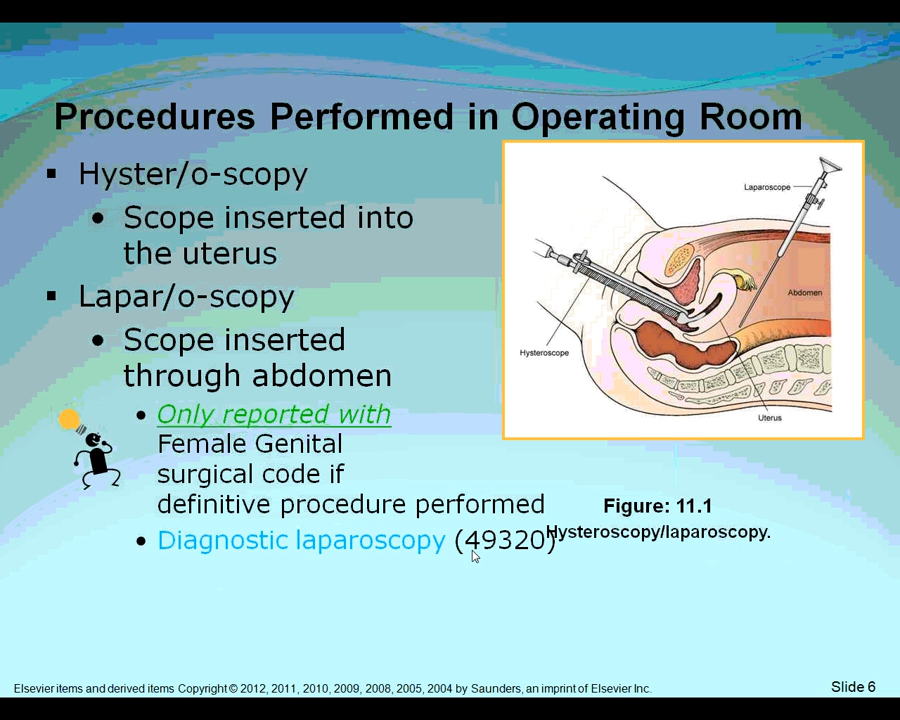 Procedures Performed in Operating Room
▪ Hyster/o-scopy
• Scope inserted into
the uterus
▪ Lapar/o-scopy
• Scope inserted
through abdomen
• Only reported with
Female Genital
surgical code if
definitive procedure performed
• Diagnostic laparoscopy (49320)
Laparoscope
Abdomen
Hysteroscope
Uterus
Figure: 11.1
Hysteroscopy/laparoscopy.
Elsevier items and derived items Copyright © 2012, 2011, 2010, 2009, 2008, 2005, 2004 by Saunders, an imprint of Elsevier Inc.
Slide 6